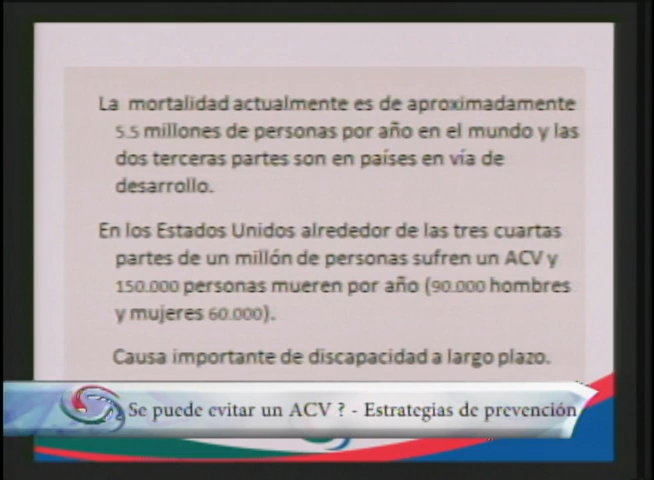 La mortalidad actualmente es de aproximadamente
5.5 millones de personas por año en el mundo y las
dos terceras partes son en países en vía de
desarrollo.
En los Estados Unidos alrededor de las tres cuartas
partes de un millón de personas sufren un ACV y
150.000 personas mueren por año (90.000 hombres
y mujeres 60.000).
Causa importante de discapacidad a largo plazo.
Se puede evitar un ACV ? - Estrategias de prevención